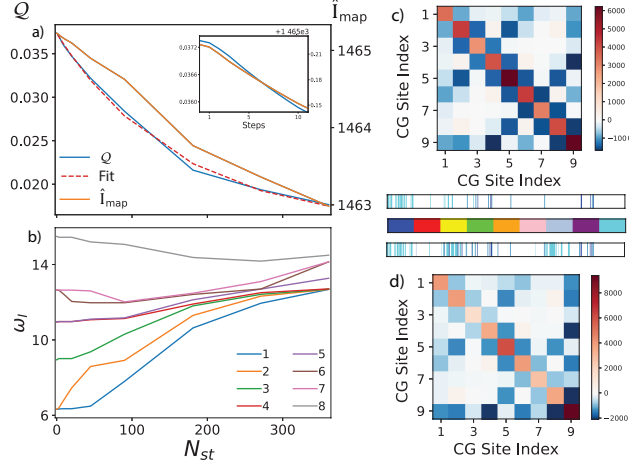 𝒬
Î_map
a)
0.035
0.030
0.025
0.020
1465
1464
1463
+1 465e3
0.0372
0.0366
0.0360
0.21
0.18
0.15
1
5
10
Steps
𝒬
Fit
Î_map
b)
14
10
6
ω_l
1
2
3
4
5
6
7
8
0
100
200
300
N_st
c)
1
3
5
7
9
CG Site Index
1 3 5 7 9
CG Site Index
6000
5000
4000
3000
2000
1000
0
−1000
d)
1
3
5
7
9
CG Site Index
1 3 5 7 9
CG Site Index
8000
6000
4000
2000
0
−2000